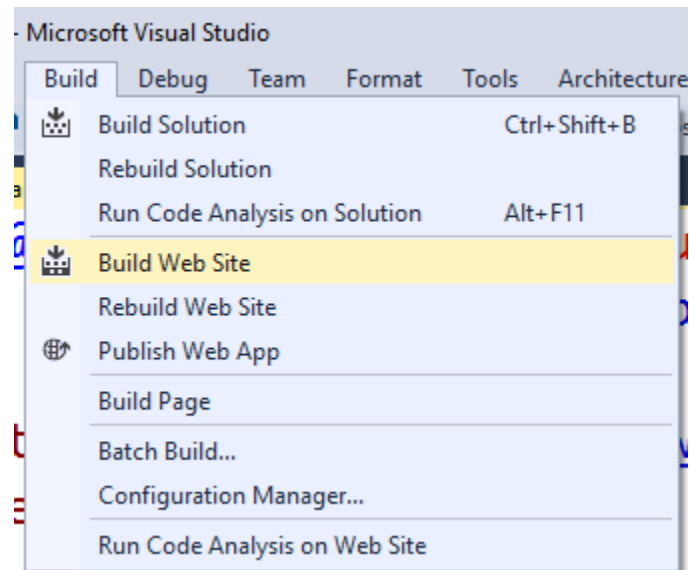 - Microsoft Visual Studio
Build Debug Team Format Tools Architecture
Build Solution Ctrl+Shift+B
Rebuild Solution
Run Code Analysis on Solution Alt+F11
Build Web Site
Rebuild Web Site
Publish Web App
Build Page
Batch Build...
Configuration Manager...
Run Code Analysis on Web Site